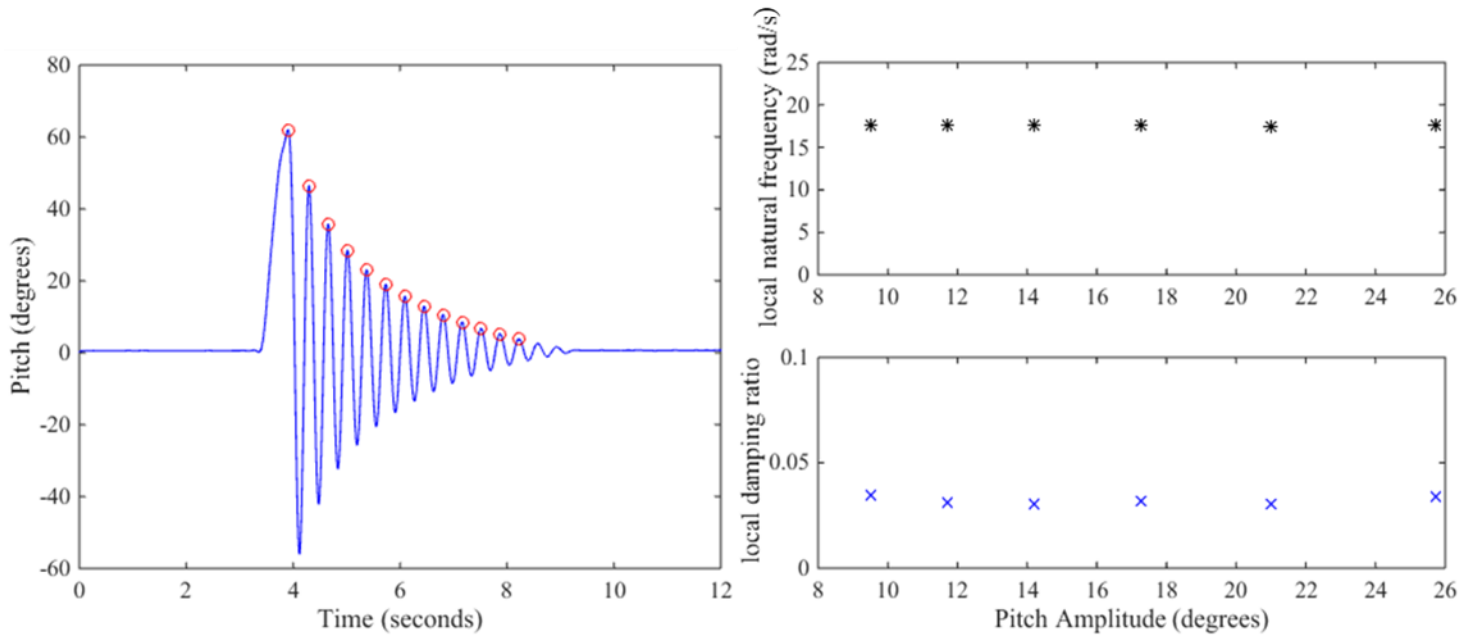 80
60
40
20
0
-20
-40
-60
Pitch (degrees)
0 2 4 6 8 10 12
Time (seconds)
25
20
15
10
5
0
local natural frequency (rad/s)
8 10 12 14 16 18 20 22 24 26
0.1
0.05
0
local damping ratio
8 10 12 14 16 18 20 22 24 26
Pitch Amplitude (degrees)